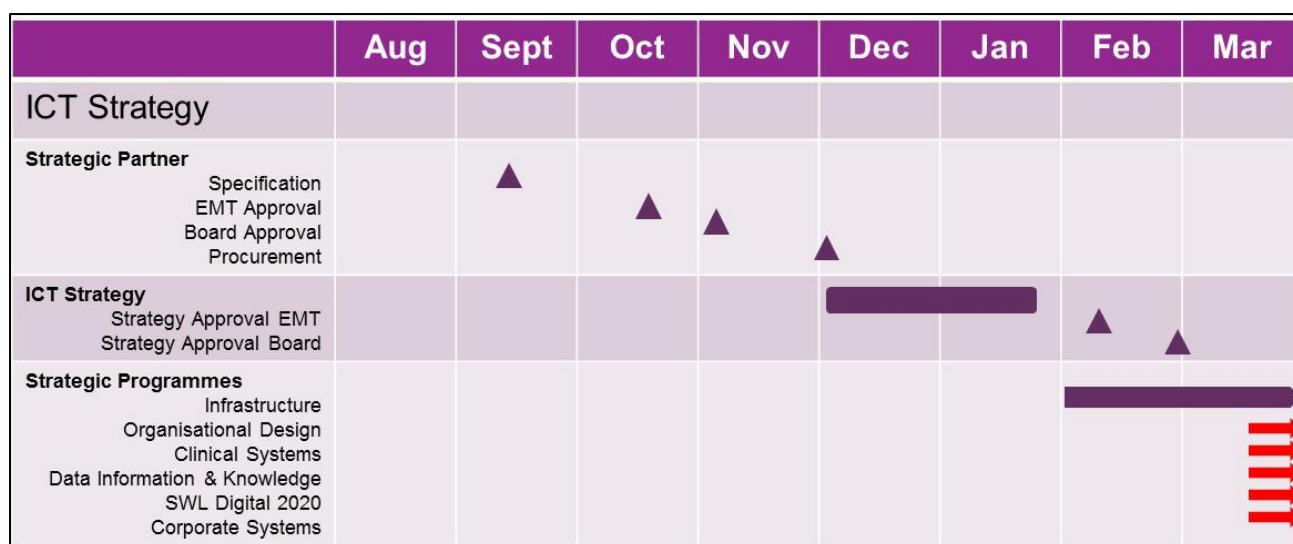 Aug Sept Oct Nov Dec Jan Feb Mar
ICT Strategy
Strategic Partner
Specification
EMT Approval
Board Approval
Procurement
ICT Strategy
Strategy Approval EMT
Strategy Approval Board
Strategic Programmes
Infrastructure
Organisational Design
Clinical Systems
Data Information & Knowledge
SWL Digital 2020
Corporate Systems